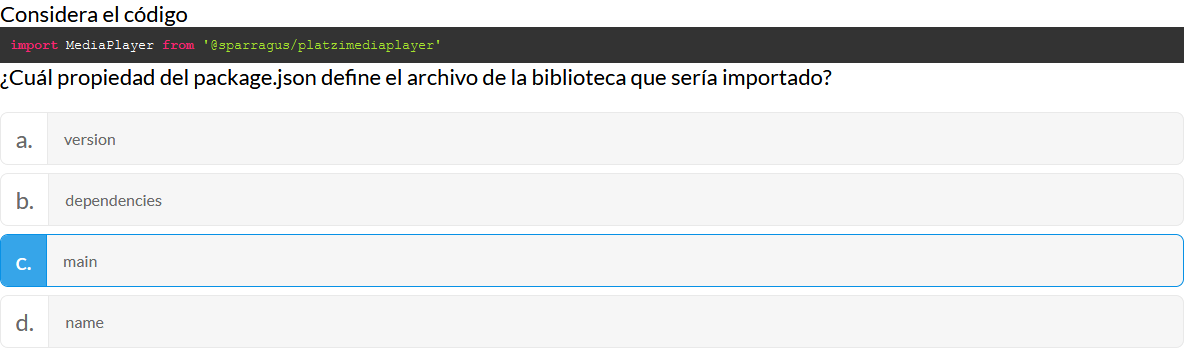 Considera el código
import MediaPlayer from '@sparragus/platzimediaplayer'
¿Cuál propiedad del package.json define el archivo de la biblioteca que sería importado?
a. version
b. dependencies
c. main
d. name